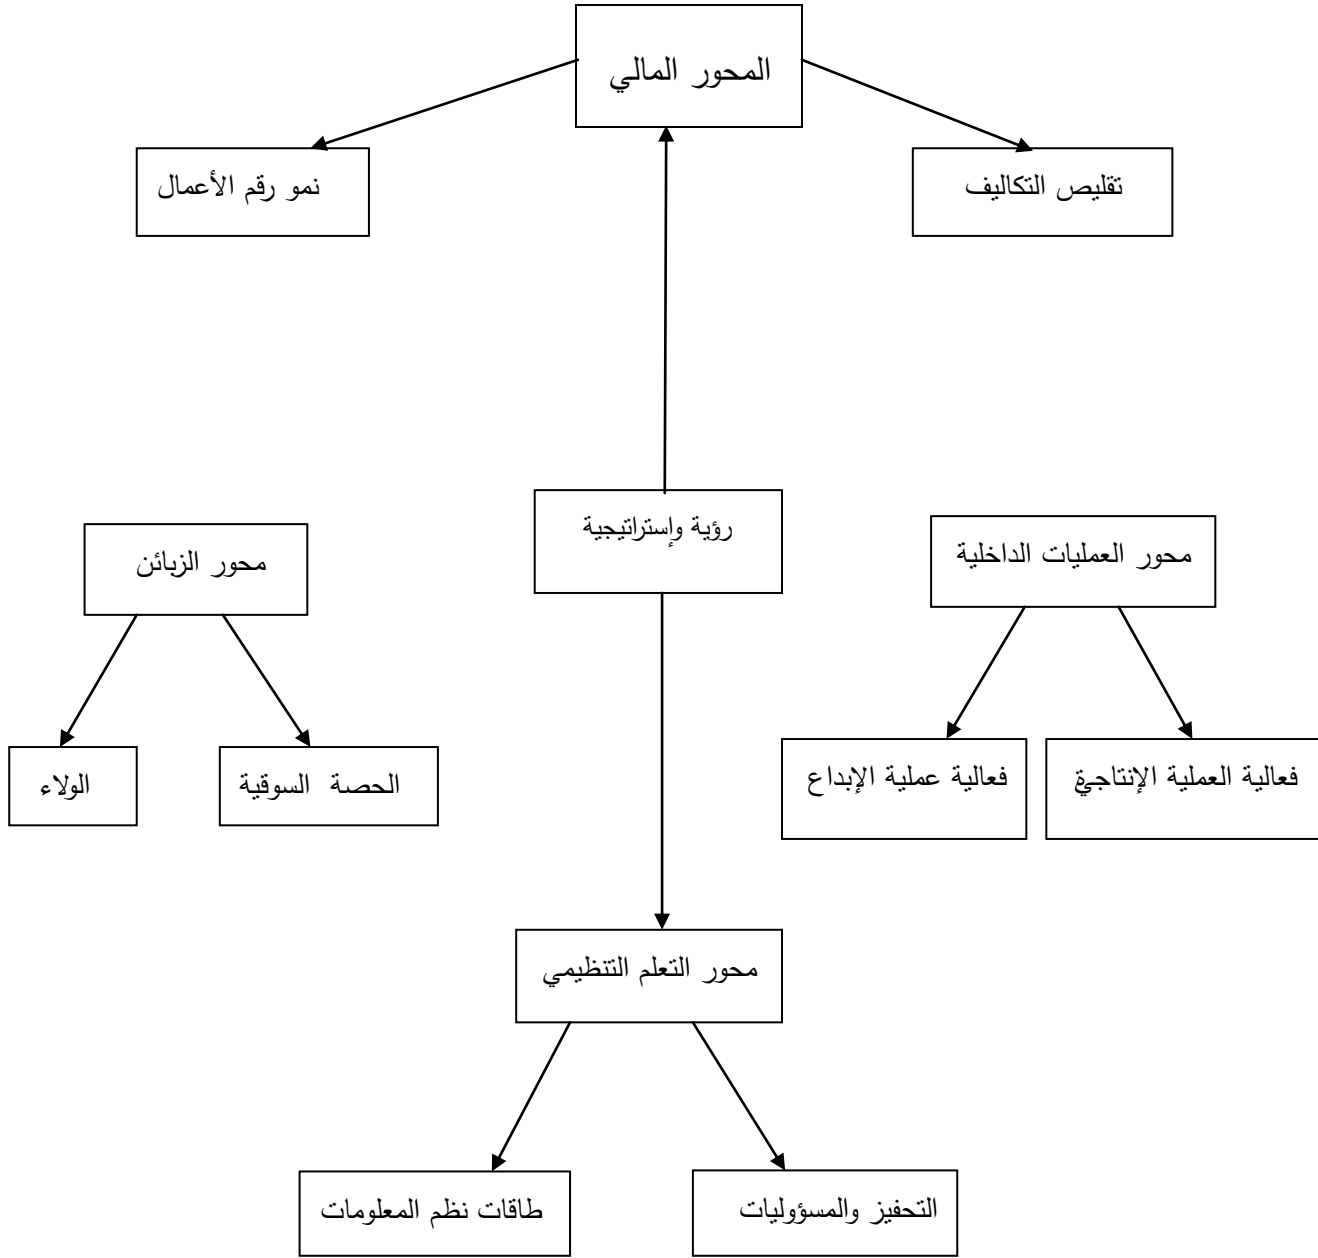 المحور المالي
تقليص التكاليف
نمو رقم الأعمال
رؤية وإستراتيجية
محور العمليات الداخلية
محور الزبائن
فعالية العملية الإنتاجية
فعالية عملية الإبداع
الحصة السوقية
الولاء
محور التعلم التنظيمي
التحفيز والمسؤوليات
طاقات نظم المعلومات